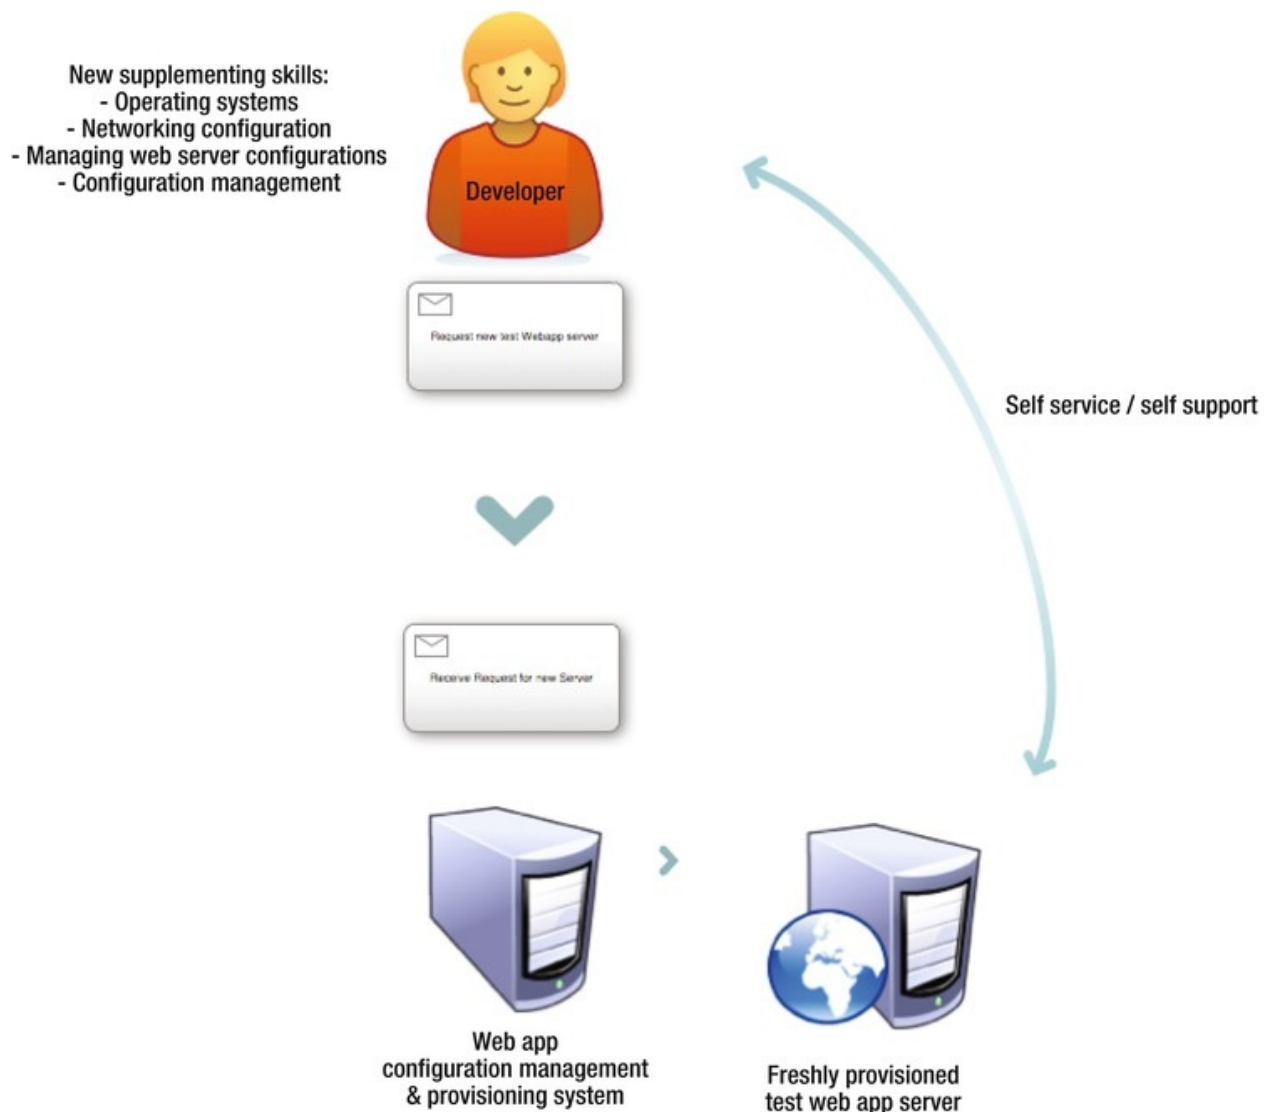 New supplementing skills:
- Operating systems
- Networking configuration
- Managing web server configurations
- Configuration management
Developer
Request new test Webapp server
Self service / self support
Receive Request for new Server
Web app
configuration management
& provisioning system
Freshly provisioned
test web app server